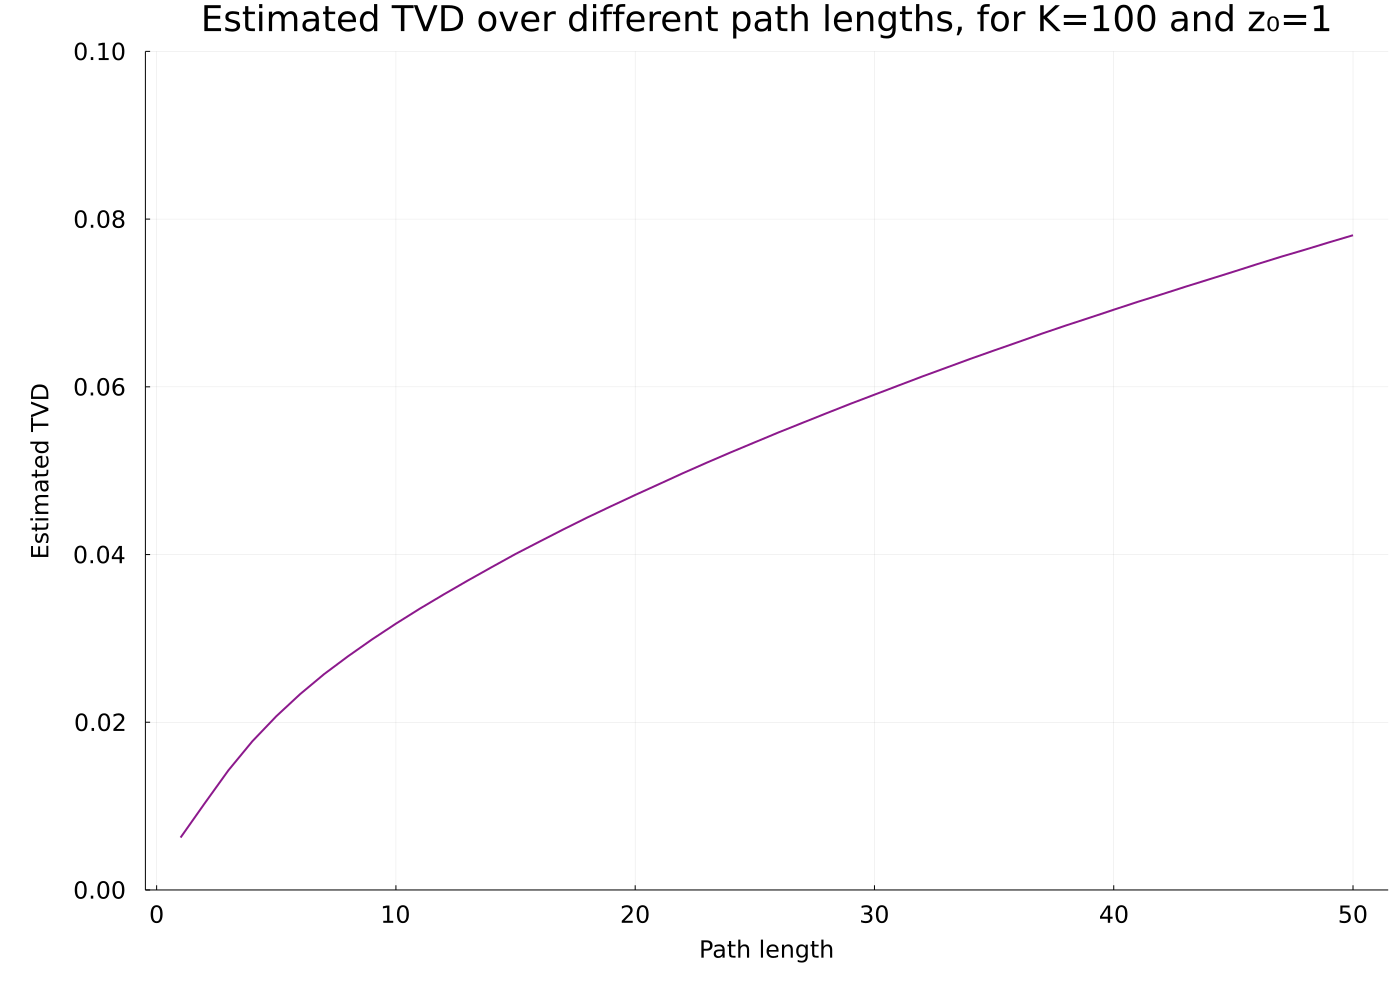 Estimated TVD over different path lengths, for K=100 and z₀=1
0.10
0.08
0.06
0.04
0.02
0.00
Estimated TVD
0 10 20 30 40 50
Path length